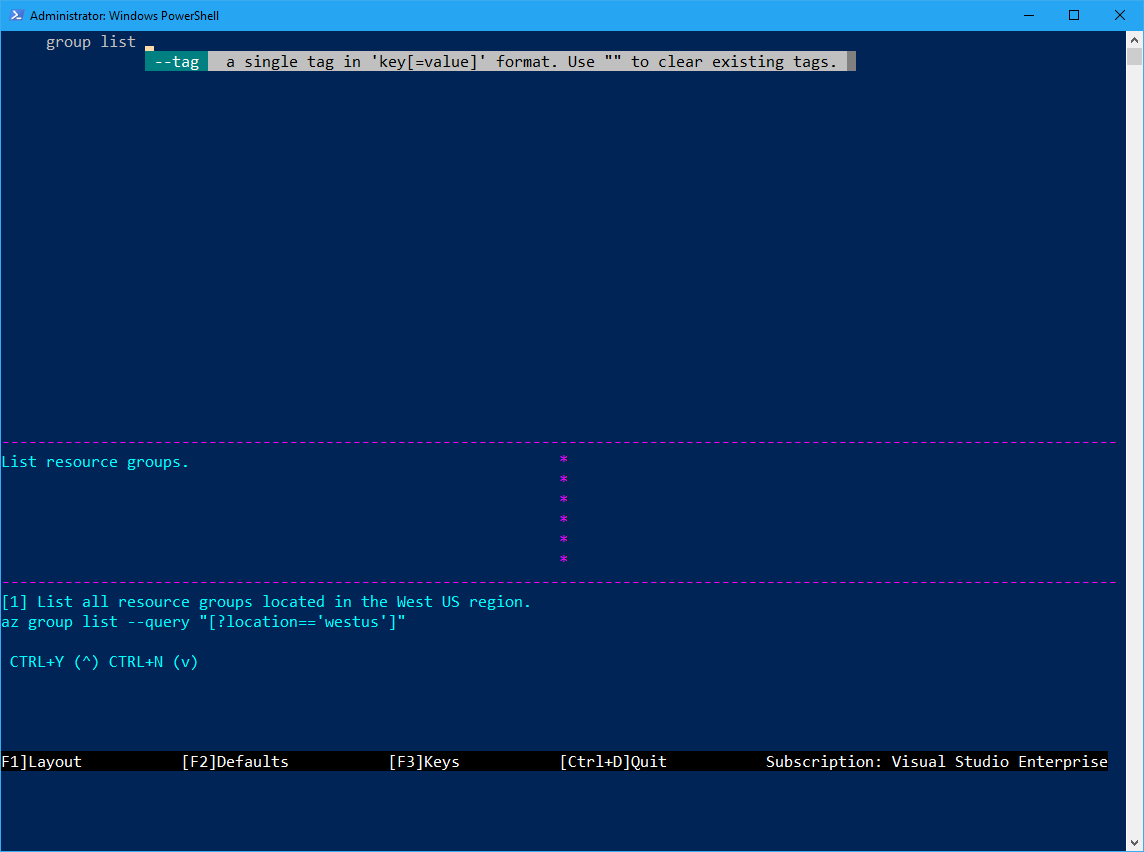 Administrator: Windows PowerShell
group list
--tag a single tag in 'key[=value]' format. Use "" to clear existing tags.
List resource groups. *
*
*
*
*
*
[1] List all resource groups located in the West US region.
az group list --query "[?location=='westus']"
CTRL+Y (^) CTRL+N (v)
F1]Layout [F2]Defaults [F3]Keys [Ctrl+D]Quit Subscription: Visual Studio Enterprise